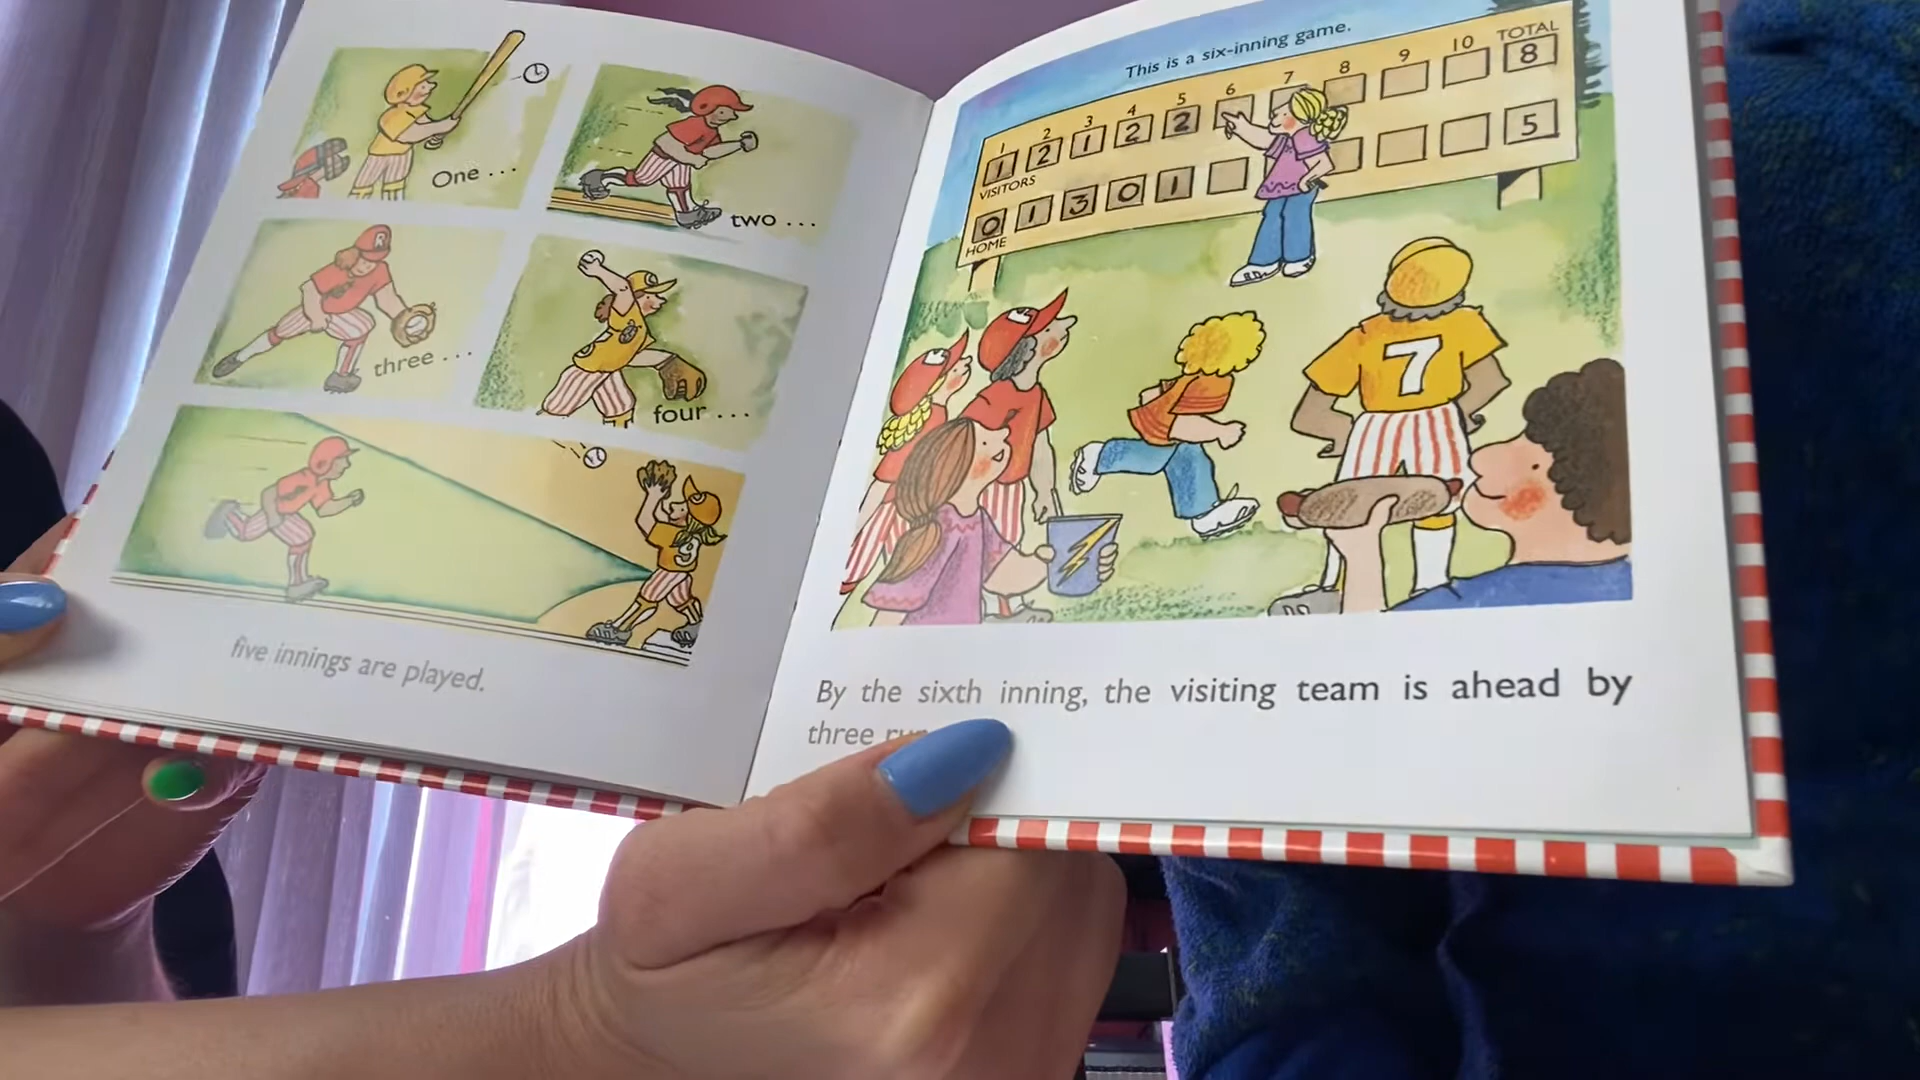 One ...
two ...
three ...
four ...
five innings are played.
This is a six-inning game.
1 2 3 4 5 6 7 8 9 10 TOTAL
1 2 1 2 2 8
VISITORS
0 1 3 0 1 5
HOME
R
C
9
7
By the sixth inning, the visiting team is ahead by
three